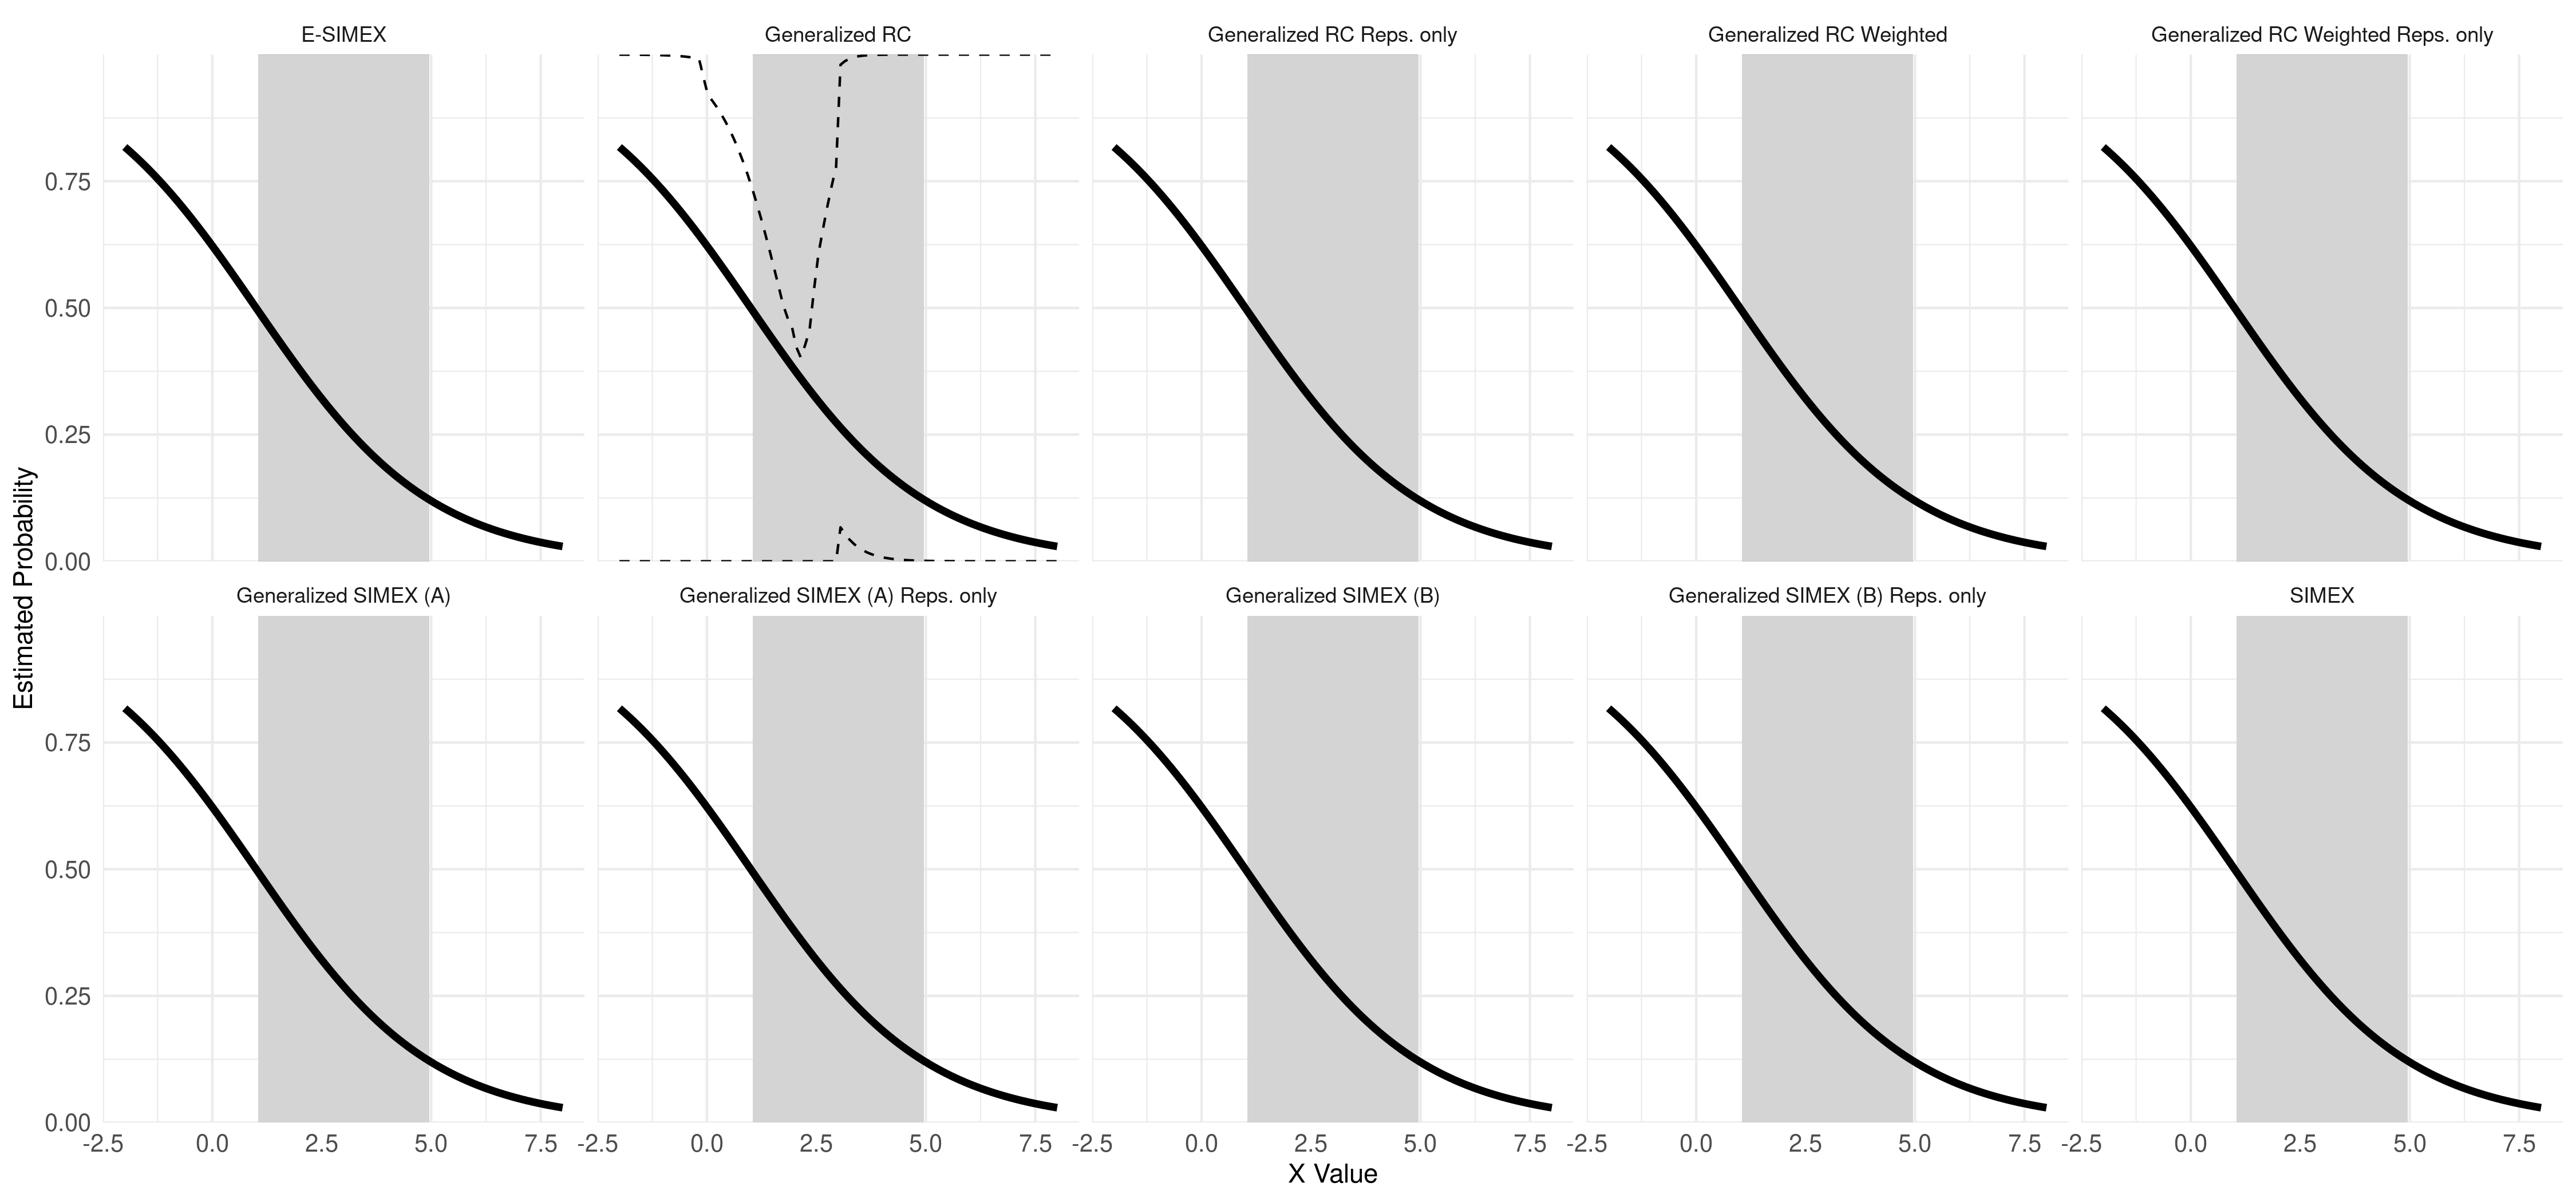 E-SIMEX
Generalized RC
Generalized RC Reps. only
Generalized RC Weighted
Generalized RC Weighted Reps. only
0.75
0.50
0.25
0.00
Estimated Probability
Generalized SIMEX (A)
Generalized SIMEX (A) Reps. only
Generalized SIMEX (B)
Generalized SIMEX (B) Reps. only
SIMEX
0.75
0.50
0.25
0.00
-2.5 0.0 2.5 5.0 7.5
-2.5 0.0 2.5 5.0 7.5
-2.5 0.0 2.5 5.0 7.5
-2.5 0.0 2.5 5.0 7.5
-2.5 0.0 2.5 5.0 7.5
X Value